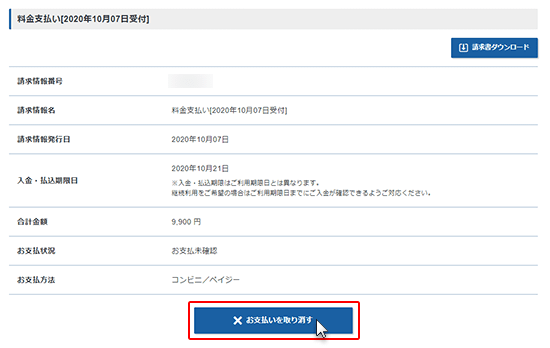 料金支払い[2020年10月07日受付]
請求書ダウンロード
請求情報番号
請求情報名 料金支払い[2020年10月07日受付]
請求情報発行日 2020年10月07日
入金・払込期限日 2020年10月21日
※入金・払込期限はご利用期限日とは異なります。
継続利用をご希望の場合はご利用期限日までにご入金が確認できるようご対応ください。
合計金額 9,900 円
お支払状況 お支払未確認
お支払方法 コンビニ／ペイジー
お支払いを取り消す